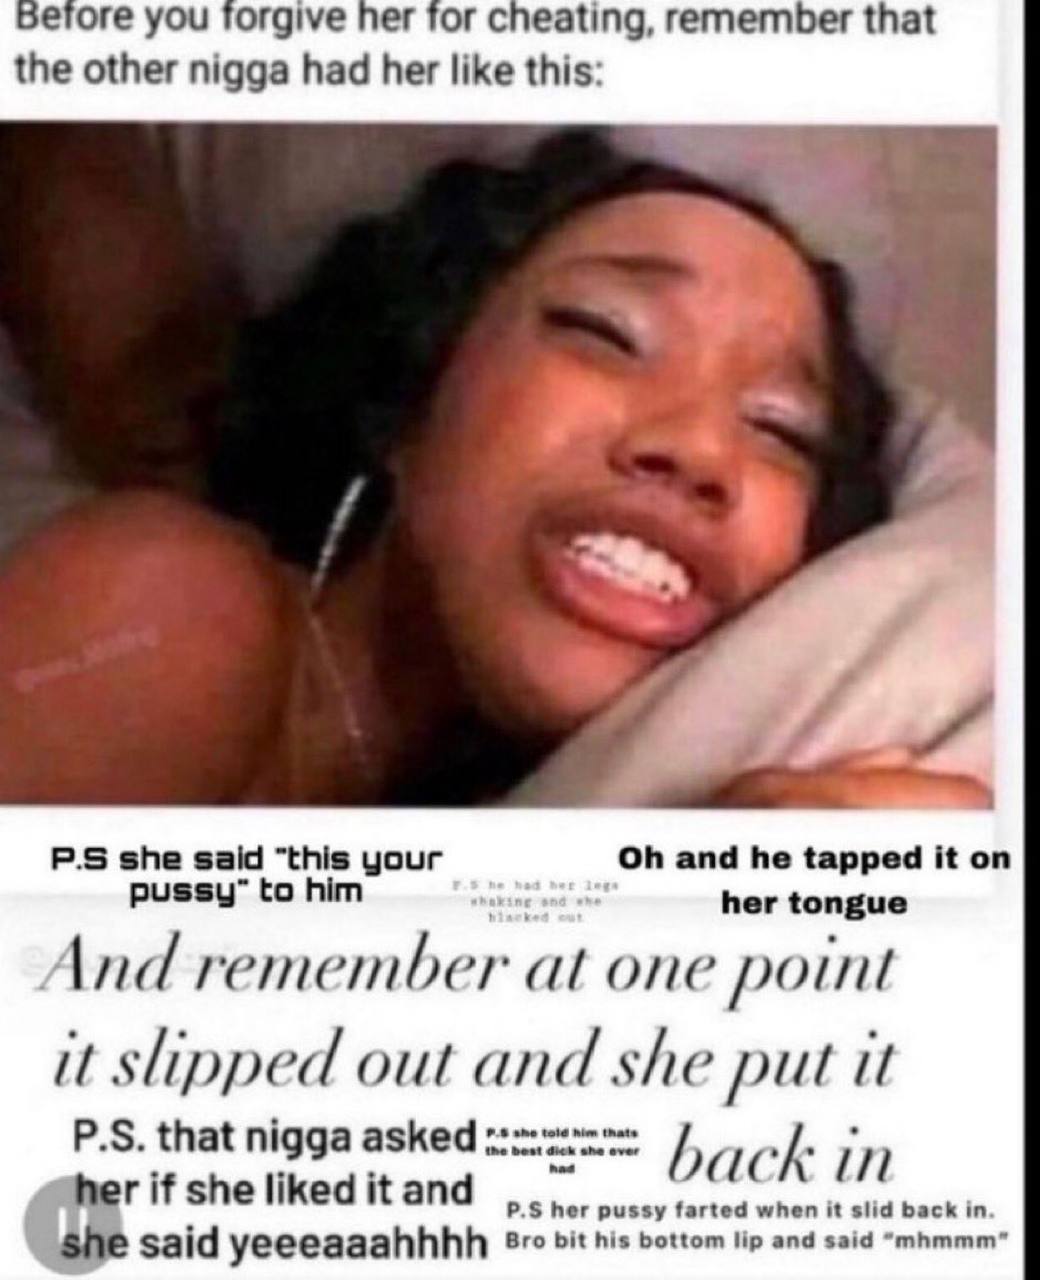 Before you forgive her for cheating, remember that
the other nigga had her like this:
P.S she said "this your
pussy" to him
P.S he had her legs
shaking and she
blacked out
Oh and he tapped it on
her tongue
And remember at one point
it slipped out and she put it
back in
P.S. that nigga asked
her if she liked it and
she said yeeeaaahhhh
P.S she told him thats
the best dick she ever
had
P.S her pussy farted when it slid back in.
Bro bit his bottom lip and said "mhmmm"